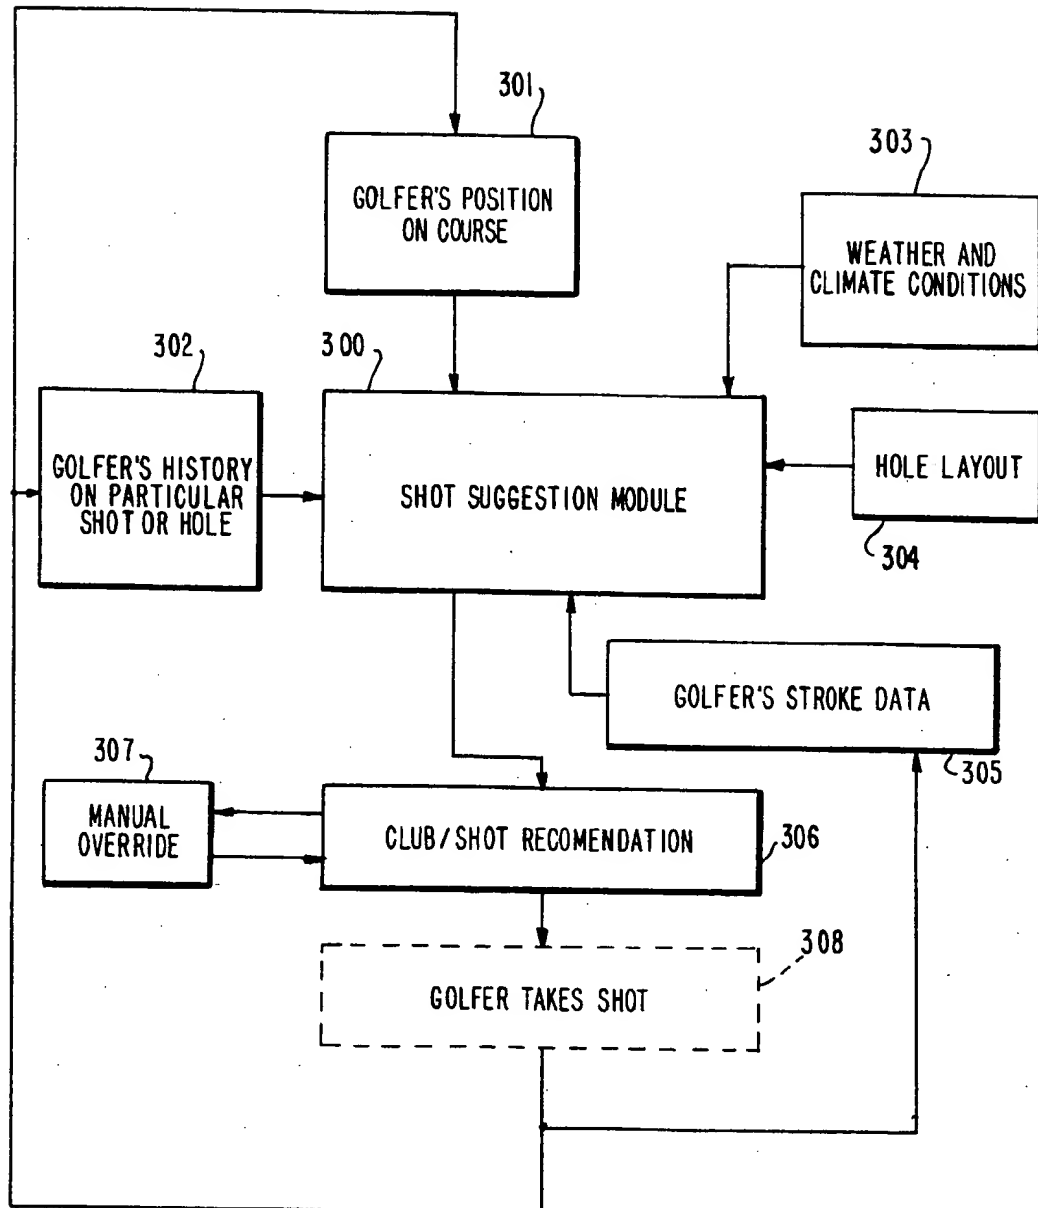 301
GOLFER'S POSITION
ON COURSE
303
WEATHER AND
CLIMATE CONDITIONS
302
GOLFER'S HISTORY
ON PARTICULAR
SHOT OR HOLE
300
SHOT SUGGESTION MODULE
HOLE LAYOUT
304
GOLFER'S STROKE DATA
305
307
MANUAL
OVERRIDE
CLUB/SHOT RECOMENDATION
306
308
GOLFER TAKES SHOT